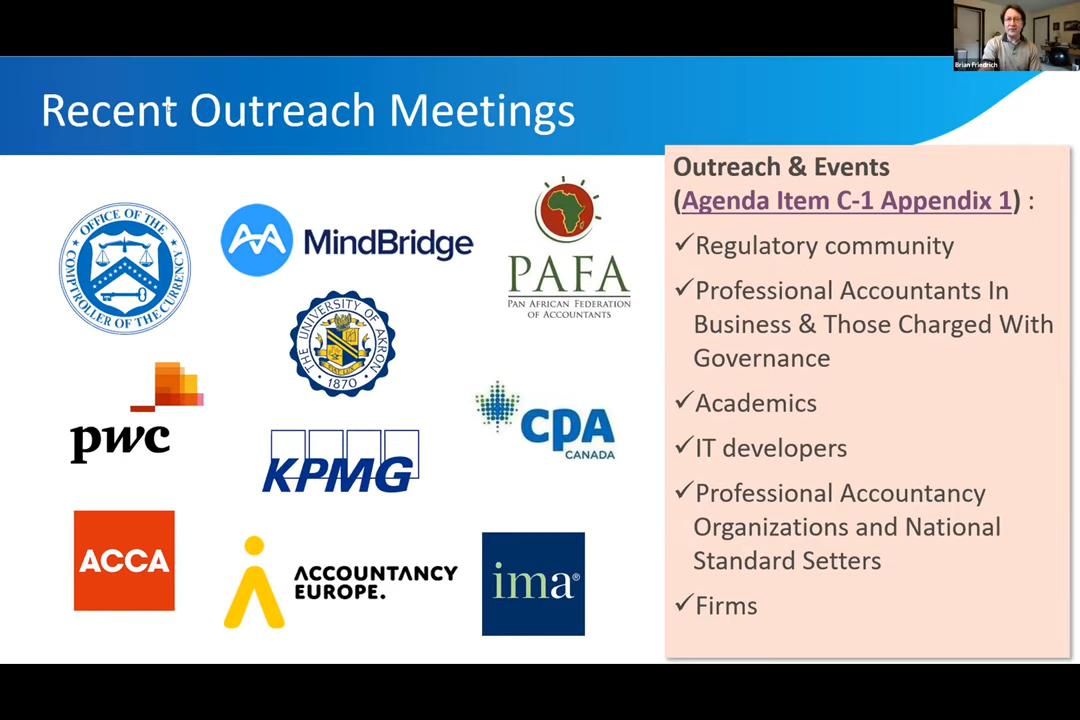 Brian Friedrich
Recent Outreach Meetings
OFFICE OF THE
COMPTROLLER OF THE CURRENCY
MindBridge
PAFA
PAN AFRICAN FEDERATION
OF ACCOUNTANTS
THE UNIVERSITY OF AKRON
1870
pwc
KPMG
CPA
CANADA
ACCA
ACCOUNTANCY
EUROPE.
ima®
Outreach & Events
(Agenda Item C-1 Appendix 1) :
✓Regulatory community
✓Professional Accountants In
Business & Those Charged With
Governance
✓Academics
✓IT developers
✓Professional Accountancy
Organizations and National
Standard Setters
✓Firms